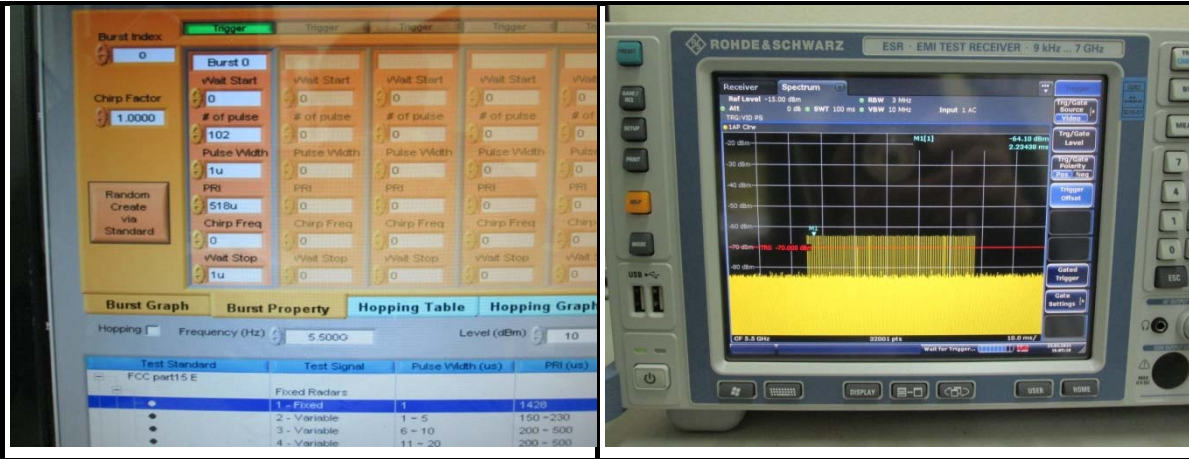 Burst Index
0
Chirp Factor
1.0000
Random
Create
via
Standard
Trigger Trigger Trigger Trigger
Burst 0
Wait Start Wait Start Wait Start Wait Start
0 0 0 0
# of pulse # of pulse # of pulse # of pul
102 0 0 0
Pulse Width Pulse Width Pulse Width Pulse Wid
1u 0 0 0
PRI PRI PRI PRI
518u 0 0 0
Chirp Freq Chirp Freq Chirp Freq Chirp
0 0 0 0
Wait Stop Wait Stop Wait Stop Wait St
1u 0 0 0
Burst Graph Burst Property Hopping Table Hopping Graph
Hopping Frequency (Hz) 5.500G Level (dBm) 10
Test Standard Test Signal Pulse Width (us) PRI (us)
FCC part15 E
Fixed Radars
1 - Fixed 1 1428
2 - Variable 1 ~ 5 150 ~230
3 - Variable 6 ~ 10 200 ~ 500
4 - Variable 11 ~ 20 200 ~ 500
ROHDE&SCHWARZ ESR · EMI TEST RECEIVER · 9 kHz ... 7 GHz
PRESET
SETUP
PRINT
HELP
MODE
USB
Receiver Spectrum
Ref Level -15.00 dBm RBW 3 MHz
Att 0 dB SWT 100 ms VBW 10 MHz Input 1 AC
TRG:VID PS
1AP Clrw
M1[1] -64.10 dBm
2.23438 ms
-20 dBm
-30 dBm
-40 dBm
-50 dBm
-60 dBm
M1
-70 dBm TRG -70.000 dBm
-80 dBm
CF 5.5 GHz 32001 pts 10.0 ms/
Wait for Trigger...
Trigger
Trg/Gate
Source
Video
Trg/Gate
Level
Trg/Gate
Polarity
Pos Neg
Trigger
Offset
Gated
Trigger
Gate
Settings
7
4
1
0
ESC
DISPLAY
USER
HOME